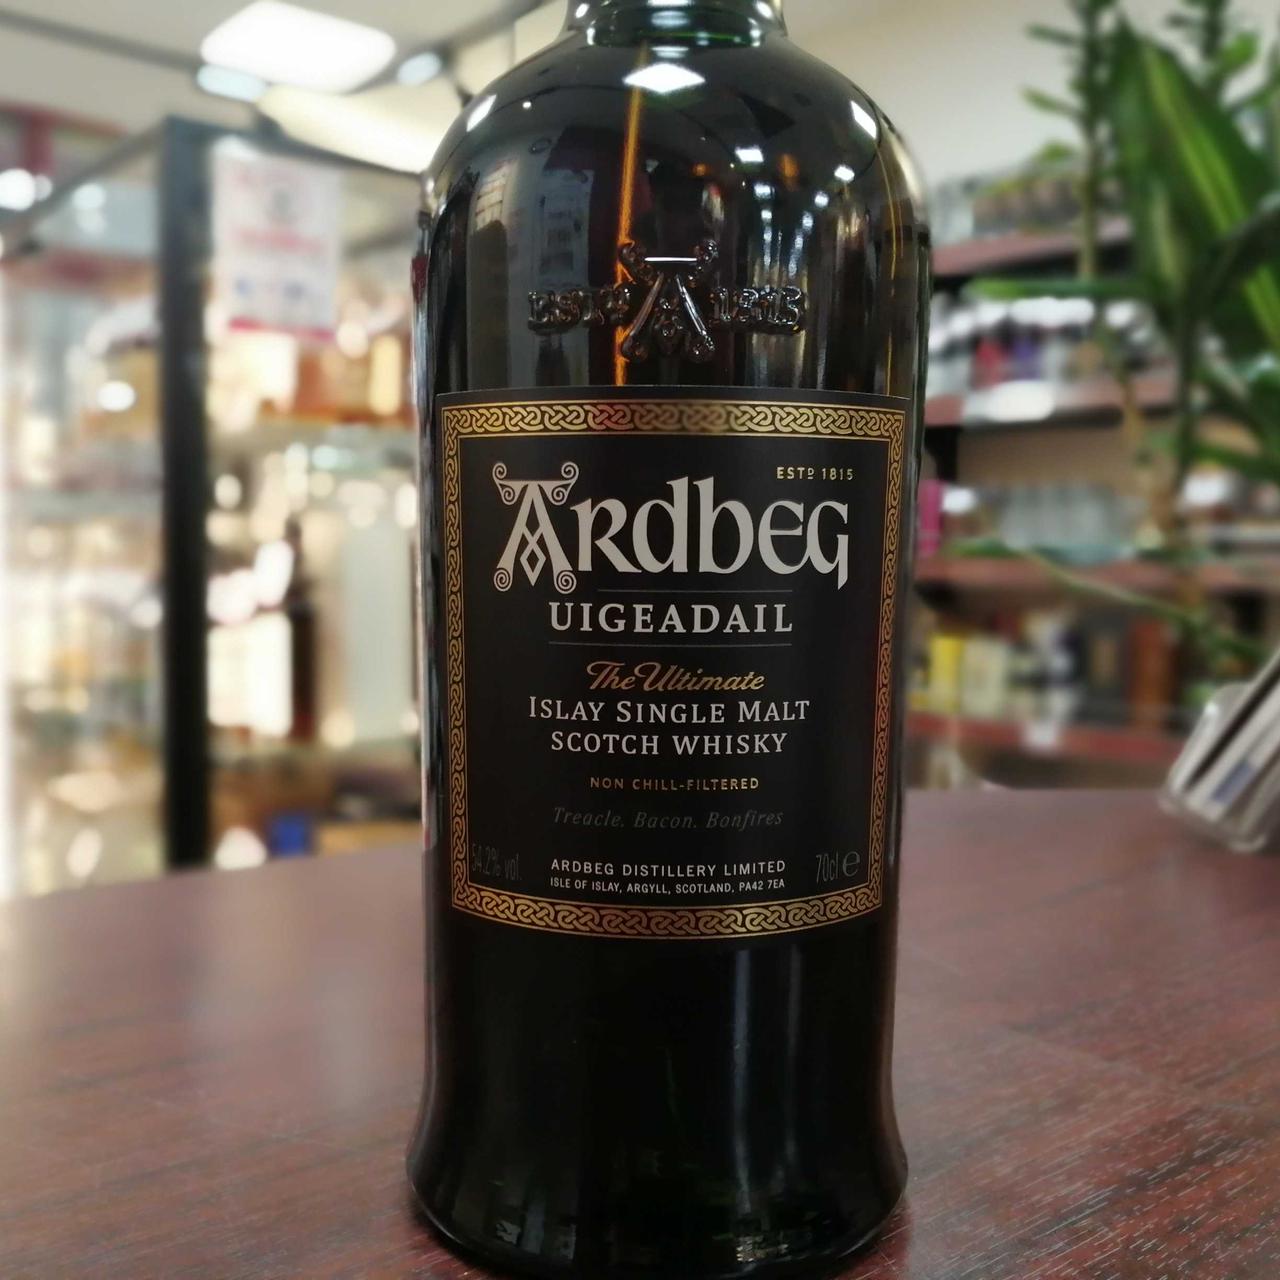 ESTD A 1815
ESTD 1815
ARdbEG
UIGEADAIL
The Ultimate
ISLAY SINGLE MALT
SCOTCH WHISKY
NON CHILL-FILTERED
Treacle. Bacon. Bonfires
54.2% vol.
ARDBEG DISTILLERY LIMITED
70cl e
ISLE OF ISLAY, ARGYLL, SCOTLAND, PA42 7EA